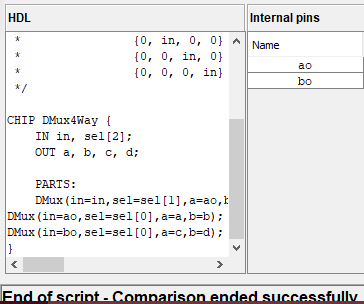 HDL
Internal pins
* {0, in, 0, 0}
* {0, 0, in, 0}
* {0, 0, 0, in}
*/
CHIP DMux4Way {
IN in, sel[2];
OUT a, b, c, d;
PARTS:
DMux(in=in,sel=sel[1],a=ao,b
DMux(in=ao,sel=sel[0],a=a,b=b);
DMux(in=bo,sel=sel[0],a=c,b=d);
}
Name
ao
bo
End of script - Comparison ended successfully